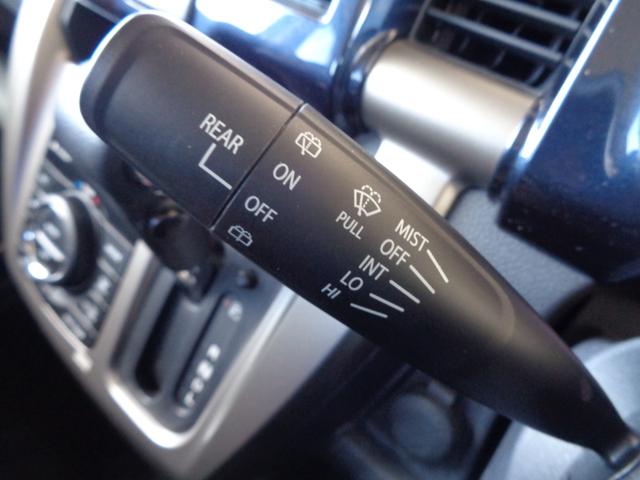 REAR
ON
OFF
PULL
MIST
OFF
INT
LO
HI